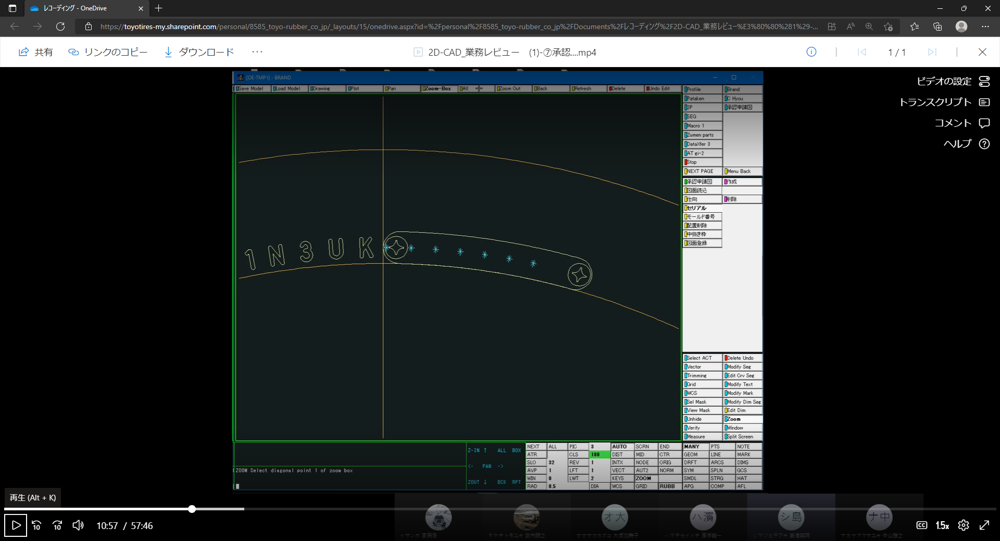 レコーディング - OneDrive
https://toyotires-my.sharepoint.com/personal/8585_toyo-rubber_co_jp/_layouts/15/onedrive.aspx?id=%2Fpersonal%2F8585_toyo-rubber_co_jp%2FDocuments%2Fレコーディング%2F2D-CAD_業務レビュー%E3%80%80%281%29-...
共有 リンクのコピー ダウンロード ... 2D-CAD_業務レビュー (1)-⑦承認....mp4 1 / 1
ビデオの設定
トランスクリプト
コメント
ヘルプ
[OE-TMP1] - BRAND
Save Model Load Model Drawing Plot Pan Zoom-Box All Zoom Out Back Refresh Delete Undo Edit
Profile Brand
Pataken C Hyou
2P 承認申請図
SEG
Macro 1
Zumen parts
DataXfer 3
AT gi-2
Stop
NEXT PAGE Menu Back
承認申請図 作成
図面読込
仕向 削除
セリアル
モールド番号
配置削除
中抜き枠
図面登録
1N3UK
Select ACT Delete Undo
Vector Modify Seg
Trimming Edit Crv Seg
Grid Modify Text
WCS Modify Mark
Sel Mask Modify Dim Seg
View Mask Edit Dim
Unhide Zoom
Verify Window
Measure Split Screen
Z-IN ↑ ALL BOX
<- PAN ->
ZOUT ↓ BCK RPT
ZOOM Select diagonal point 1 of zoom box
NEXT ALL PIC 3 AUTO SCRN END MANY PTS NOTE
ATR CLS 100 DIST MID CTR GEOM LINE MARK
SLO 32 REV 1 INTX NODE ORIG DRFT ARCS DIMS
AVP 1 LFT 1 VECT AUT2 NORM SYM SPLN GCS
WIN 0 LWT 2 KEYS ZOOM SMDL STRG HAT
RAD 0.5 DIA WCS GRID RUBB APG COMP AFL
再生 (Alt + K)
10 10 10:57 / 57:46
オ大 ハ濱 シ島 ナ中
CC 1.5x